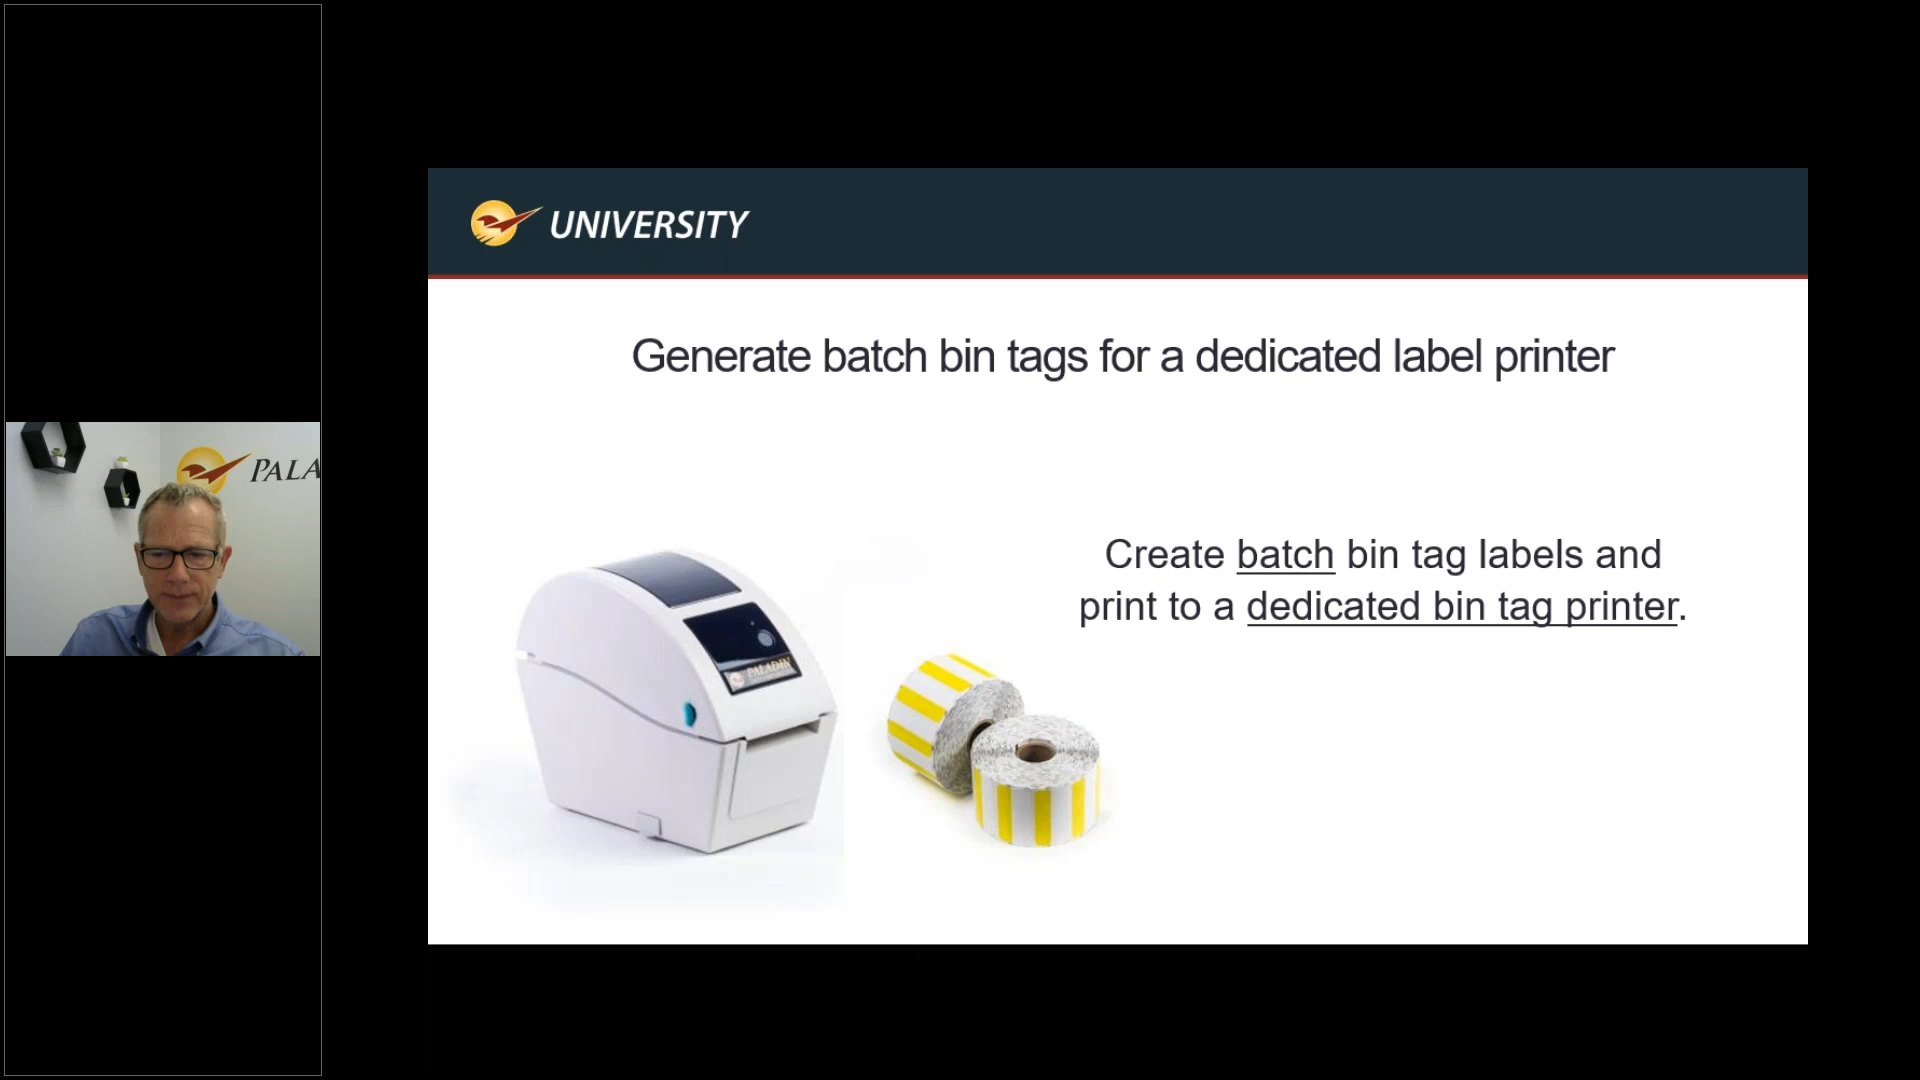 UNIVERSITY
Generate batch bin tags for a dedicated label printer
PALA
Create batch bin tag labels and
print to a dedicated bin tag printer.
PALADIN